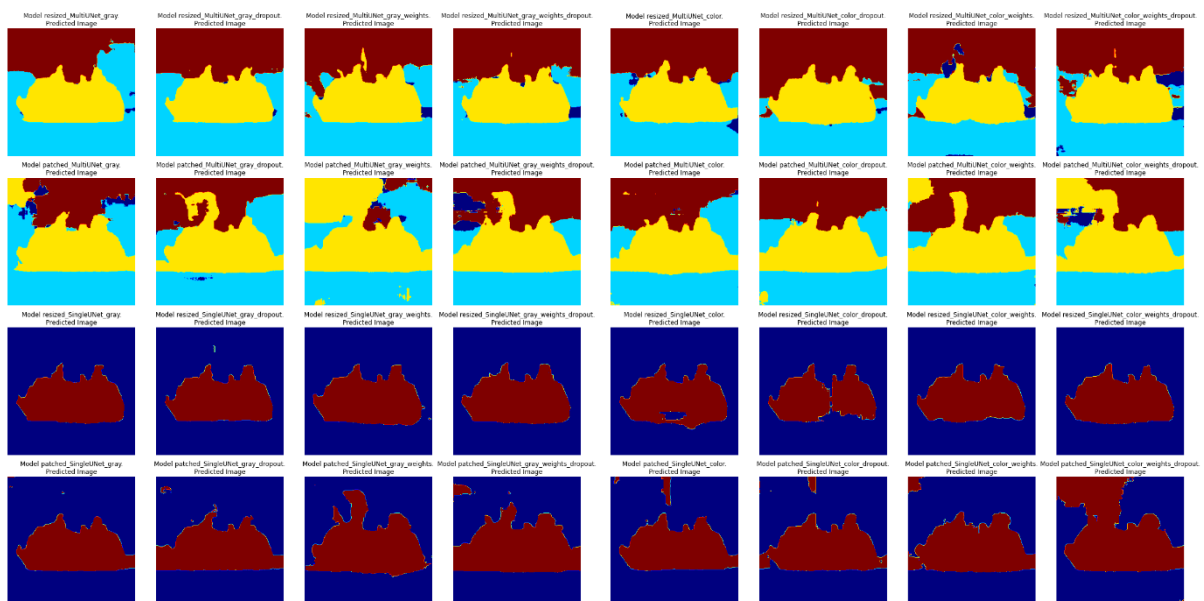 Model resized_MultiUNet_gray.
Predicted Image
Model resized_MultiUNet_gray_dropout.
Predicted Image
Model resized_MultiUNet_gray_weights.
Predicted Image
Model resized_MultiUNet_gray_weights_dropout.
Predicted Image
Model resized_MultiUNet_color.
Predicted Image
Model resized_MultiUNet_color_dropout.
Predicted Image
Model resized_MultiUNet_color_weights.
Predicted Image
Model resized_MultiUNet_color_weights_dropout.
Predicted Image
Model patched_MultiUNet_gray.
Predicted Image
Model patched_MultiUNet_gray_dropout.
Predicted Image
Model patched_MultiUNet_gray_weights.
Predicted Image
Model patched_MultiUNet_gray_weights_dropout.
Predicted Image
Model patched_MultiUNet_color.
Predicted Image
Model patched_MultiUNet_color_dropout.
Predicted Image
Model patched_MultiUNet_color_weights.
Predicted Image
Model patched_MultiUNet_color_weights_dropout.
Predicted Image
Model resized_SingleUNet_gray.
Predicted Image
Model resized_SingleUNet_gray_dropout.
Predicted Image
Model resized_SingleUNet_gray_weights.
Predicted Image
Model resized_SingleUNet_gray_weights_dropout.
Predicted Image
Model resized_SingleUNet_color.
Predicted Image
Model resized_SingleUNet_color_dropout.
Predicted Image
Model resized_SingleUNet_color_weights.
Predicted Image
Model resized_SingleUNet_color_weights_dropout.
Predicted Image
Model patched_SingleUNet_gray.
Predicted Image
Model patched_SingleUNet_gray_dropout.
Predicted Image
Model patched_SingleUNet_gray_weights.
Predicted Image
Model patched_SingleUNet_gray_weights_dropout.
Predicted Image
Model patched_SingleUNet_color.
Predicted Image
Model patched_SingleUNet_color_dropout.
Predicted Image
Model patched_SingleUNet_color_weights.
Predicted Image
Model patched_SingleUNet_color_weights_dropout.
Predicted Image